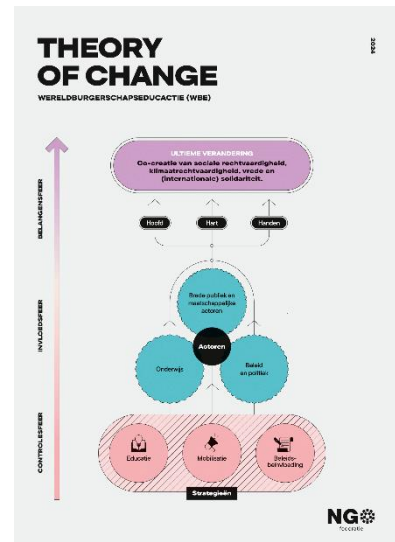 THEORY
OF CHANGE
WERELDBURGERSCHAPSEDUCACTIE (WBE)
2024
ULTIEME VERANDERING
Co-creatie van sociale rechtvaardigheid,
klimaatrechtvaardigheid, vrede en
(internationale) solidariteit.
BELANGENSFEER
Hoofd
Hart
Handen
INVLOEDSFEER
Brede publiek en
maatschappelijke
actoren
Actoren
Onderwijs
Beleid
en politiek
CONTROLESFEER
Educatie
Mobilisatie
Beleids-
beïnvloeding
Strategieën
NGO
federatie